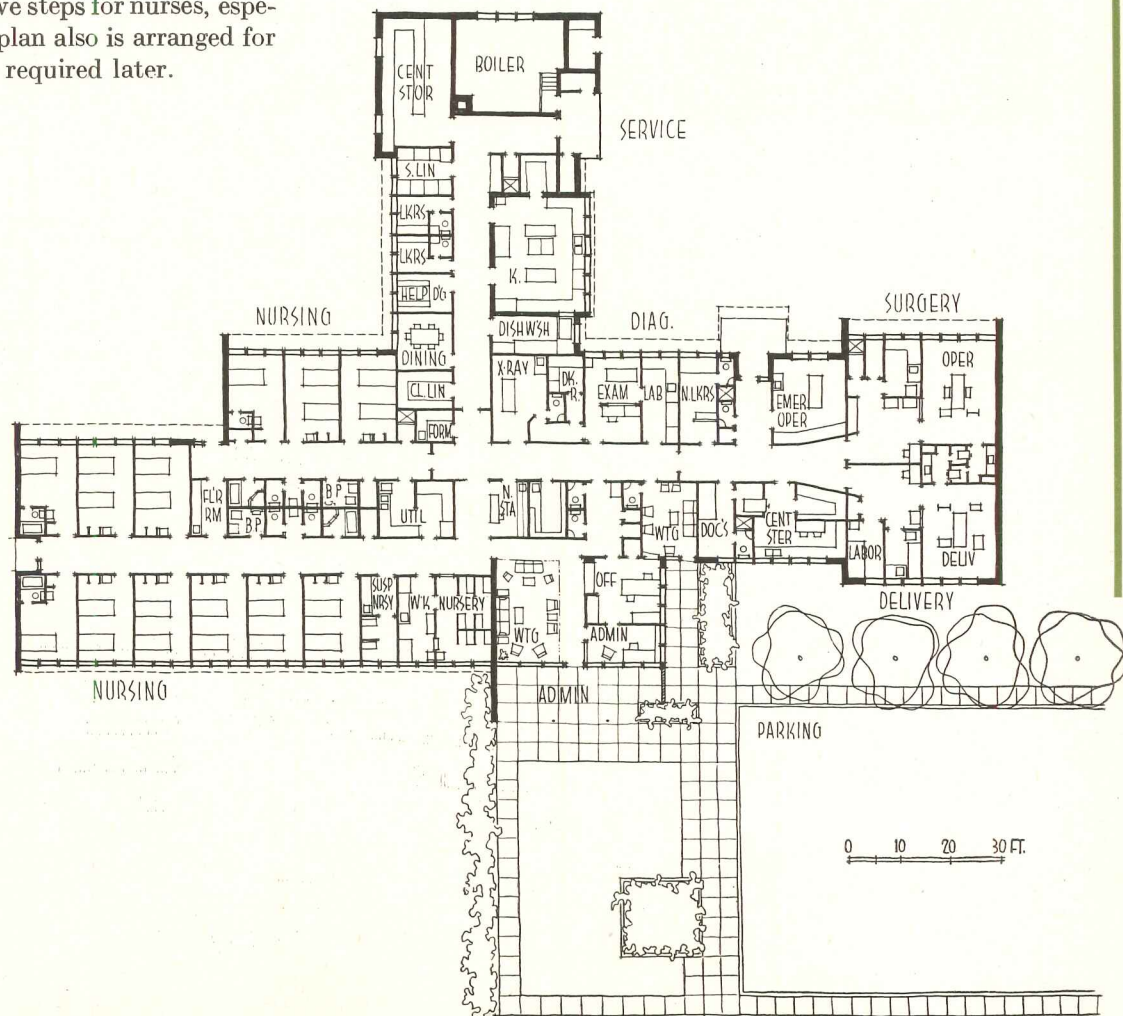 ve steps for nurses, espe-
plan also is arranged for
required later.
CENT
STOR
BOILER
SERVICE
S. LIN
LKRS
LKRS
HELP D'G
K.
DINING
DISHW'SH
CL. LIN
FORM
NURSING
DIAG.
SURGERY
X-RAY
DK.
R.
EXAM
LAB
N. LKRS
EMER
OPER
OPER
FL'R
RM
B P
B P
UTIL
N.
STA
WTG
DOC'S
CENT
STER
LABOR
DELIV
DELIVERY
SUSP
NRSY
W'K
NURSERY
WTG
OFF
ADMIN
NURSING
ADMIN
PARKING
0 10 20 30 FT.